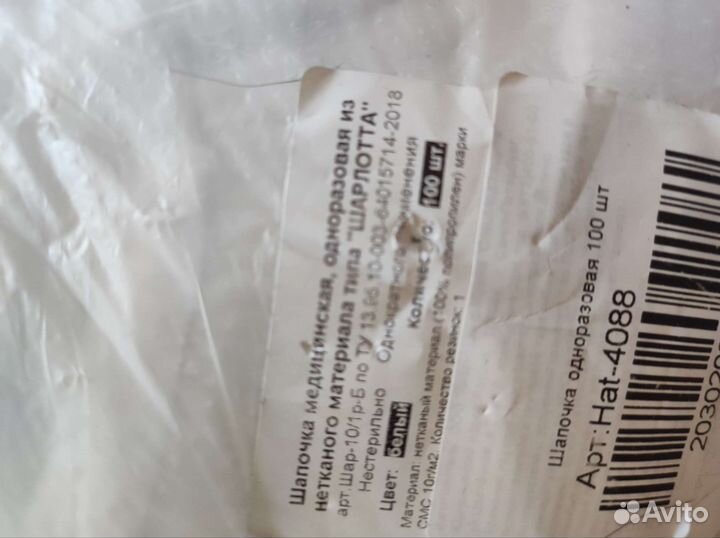 Шапочка медицинская, одноразовая из
нетканого материала типа "ШАРЛОТТА"
арт.Шар-10/1р-Б по ТУ 13.95.10-003-64015714-2018
Нестерильно Однократного применения
Цвет: белый Количество: 100 шт.
Материал: нетканый материал (100% полипропилен) марки
СМС 10г/м2. Количество резинок: 1
Шапочка одноразовая 100 шт
Арт:Hat-4088
Avito